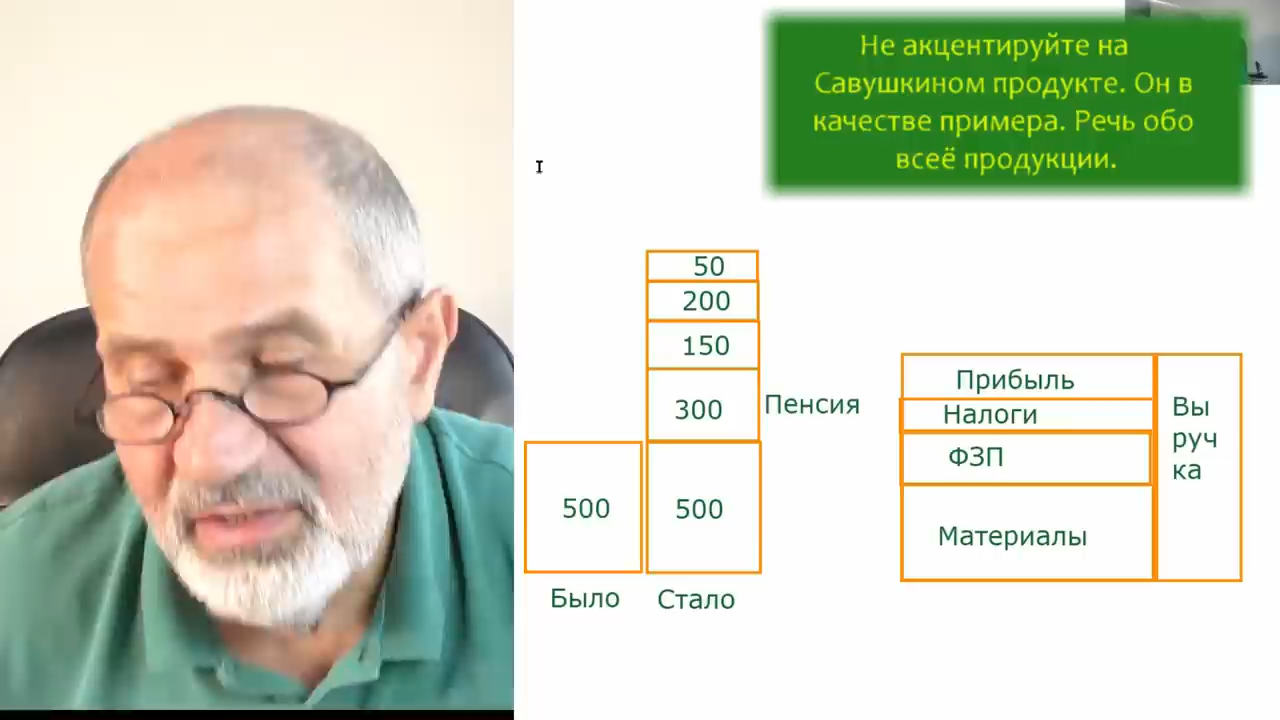 Не акцентируйте на
Савушкином продукте. Он в
качестве примера. Речь обо
всеё продукции.
50
200
150
300
Пенсия
500
500
Было
Стало
Прибыль
Налоги
ФЗП
Материалы
Вы
руч
ка